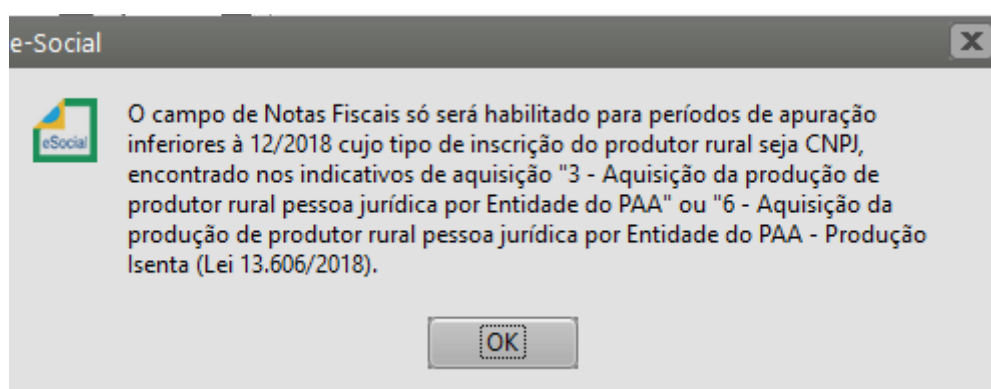 e-Social
O campo de Notas Fiscais só será habilitado para períodos de apuração
inferiores à 12/2018 cujo tipo de inscrição do produtor rural seja CNPJ,
encontrado nos indicativos de aquisição "3 - Aquisição da produção de
produtor rural pessoa jurídica por Entidade do PAA" ou "6 - Aquisição da
produção de produtor rural pessoa jurídica por Entidade do PAA - Produção
Isenta (Lei 13.606/2018).
eSocial
OK